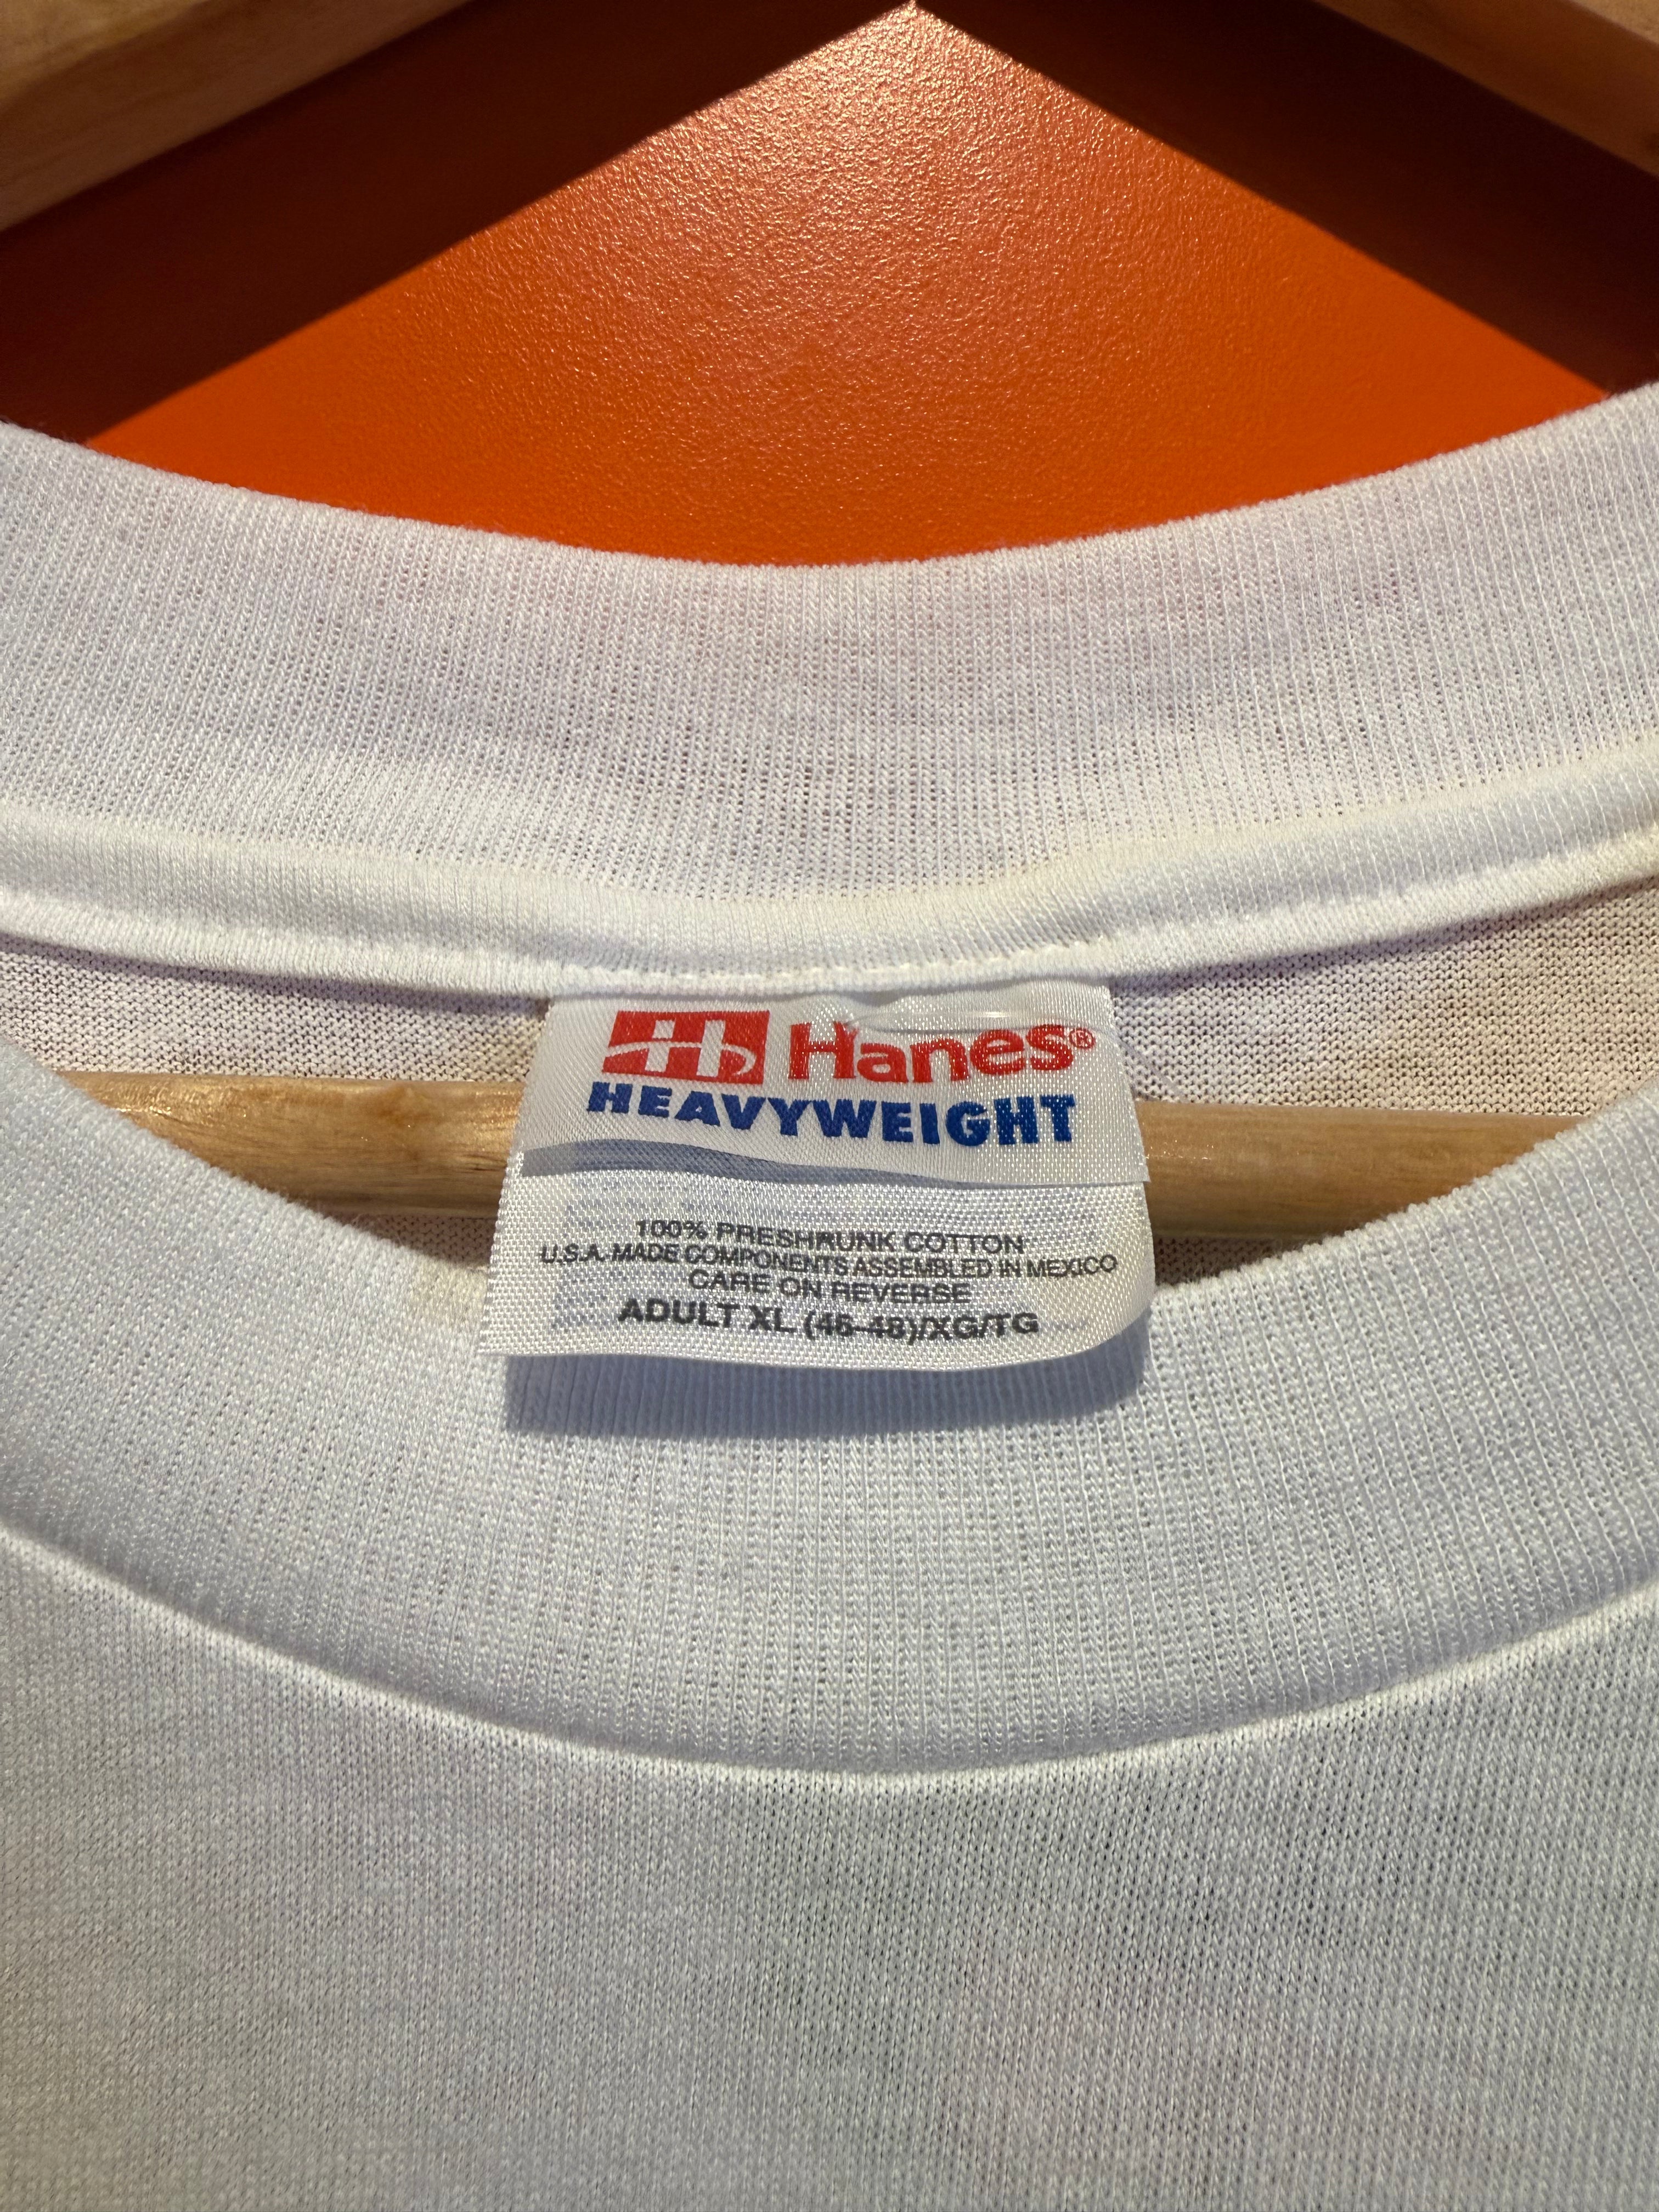 Hanes®
HEAVYWEIGHT
100% PRESHRUNK COTTON
U.S.A. MADE COMPONENTS ASSEMBLED IN MEXICO
CARE ON REVERSE
ADULT XL (46-48)/XG/TG